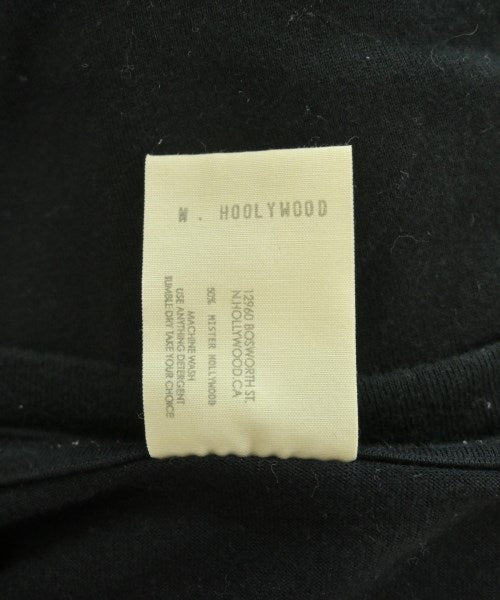 N. HOOLYWOOD
12960 BOSWORTH ST.
N.HOLLYWOOD.CA
50% MISTER HOLLYWOOD
MACHINE WASH
USE ANYTHING DETERGENT
TUMBLE DRY TAKE YOUR CHOICE